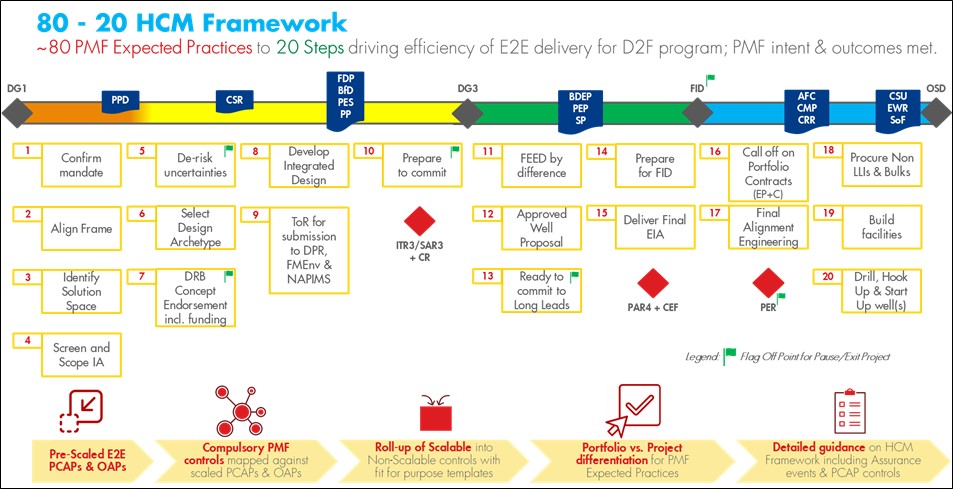 80 - 20 HCM Framework
~80 PMF Expected Practices to 20 Steps driving efficiency of E2E delivery for D2F program; PMF intent & outcomes met.
DG1
PPD
CSR
FDP
BfD
PES
PP
DG3
BDEP
PEP
SP
FID
AFC
CMP
CRR
CSU
EWR
SoF
OSD
1
Confirm
mandate
2
Align Frame
3
Identify
Solution
Space
4
Screen and
Scope IA
5
De-risk
uncertainties
6
Select
Design
Archetype
7
DRB
Concept
Endorsement
incl. funding
8
Develop
Integrated
Design
9
ToR for
submission
to DPR,
FMEnv &
NAPIMS
10
Prepare
to commit
ITR3/SAR3
+ CR
11
FEED by
difference
12
Approved
Well
Proposal
13
Ready to
commit to
Long Leads
14
Prepare
for FID
15
Deliver Final
EIA
PAR4 + CEF
16
Call off on
Portfolio
Contracts
(EP+C)
17
Final
Alignment
Engineering
PER
18
Procure Non
LLIs & Bulks
19
Build
facilities
20
Drill, Hook
Up & Start
Up well(s)
Legend: Flag Off Point for Pause/Exit Project
Pre-Scaled E2E
PCAPs & OAPs
Compulsory PMF
controls mapped against
scaled PCAPs & OAPs
Roll-up of Scalable into
Non-Scalable controls with
fit for purpose templates
Portfolio vs. Project
differentiation for PMF
Expected Practices
Detailed guidance on HCM
Framework including Assurance
events & PCAP controls